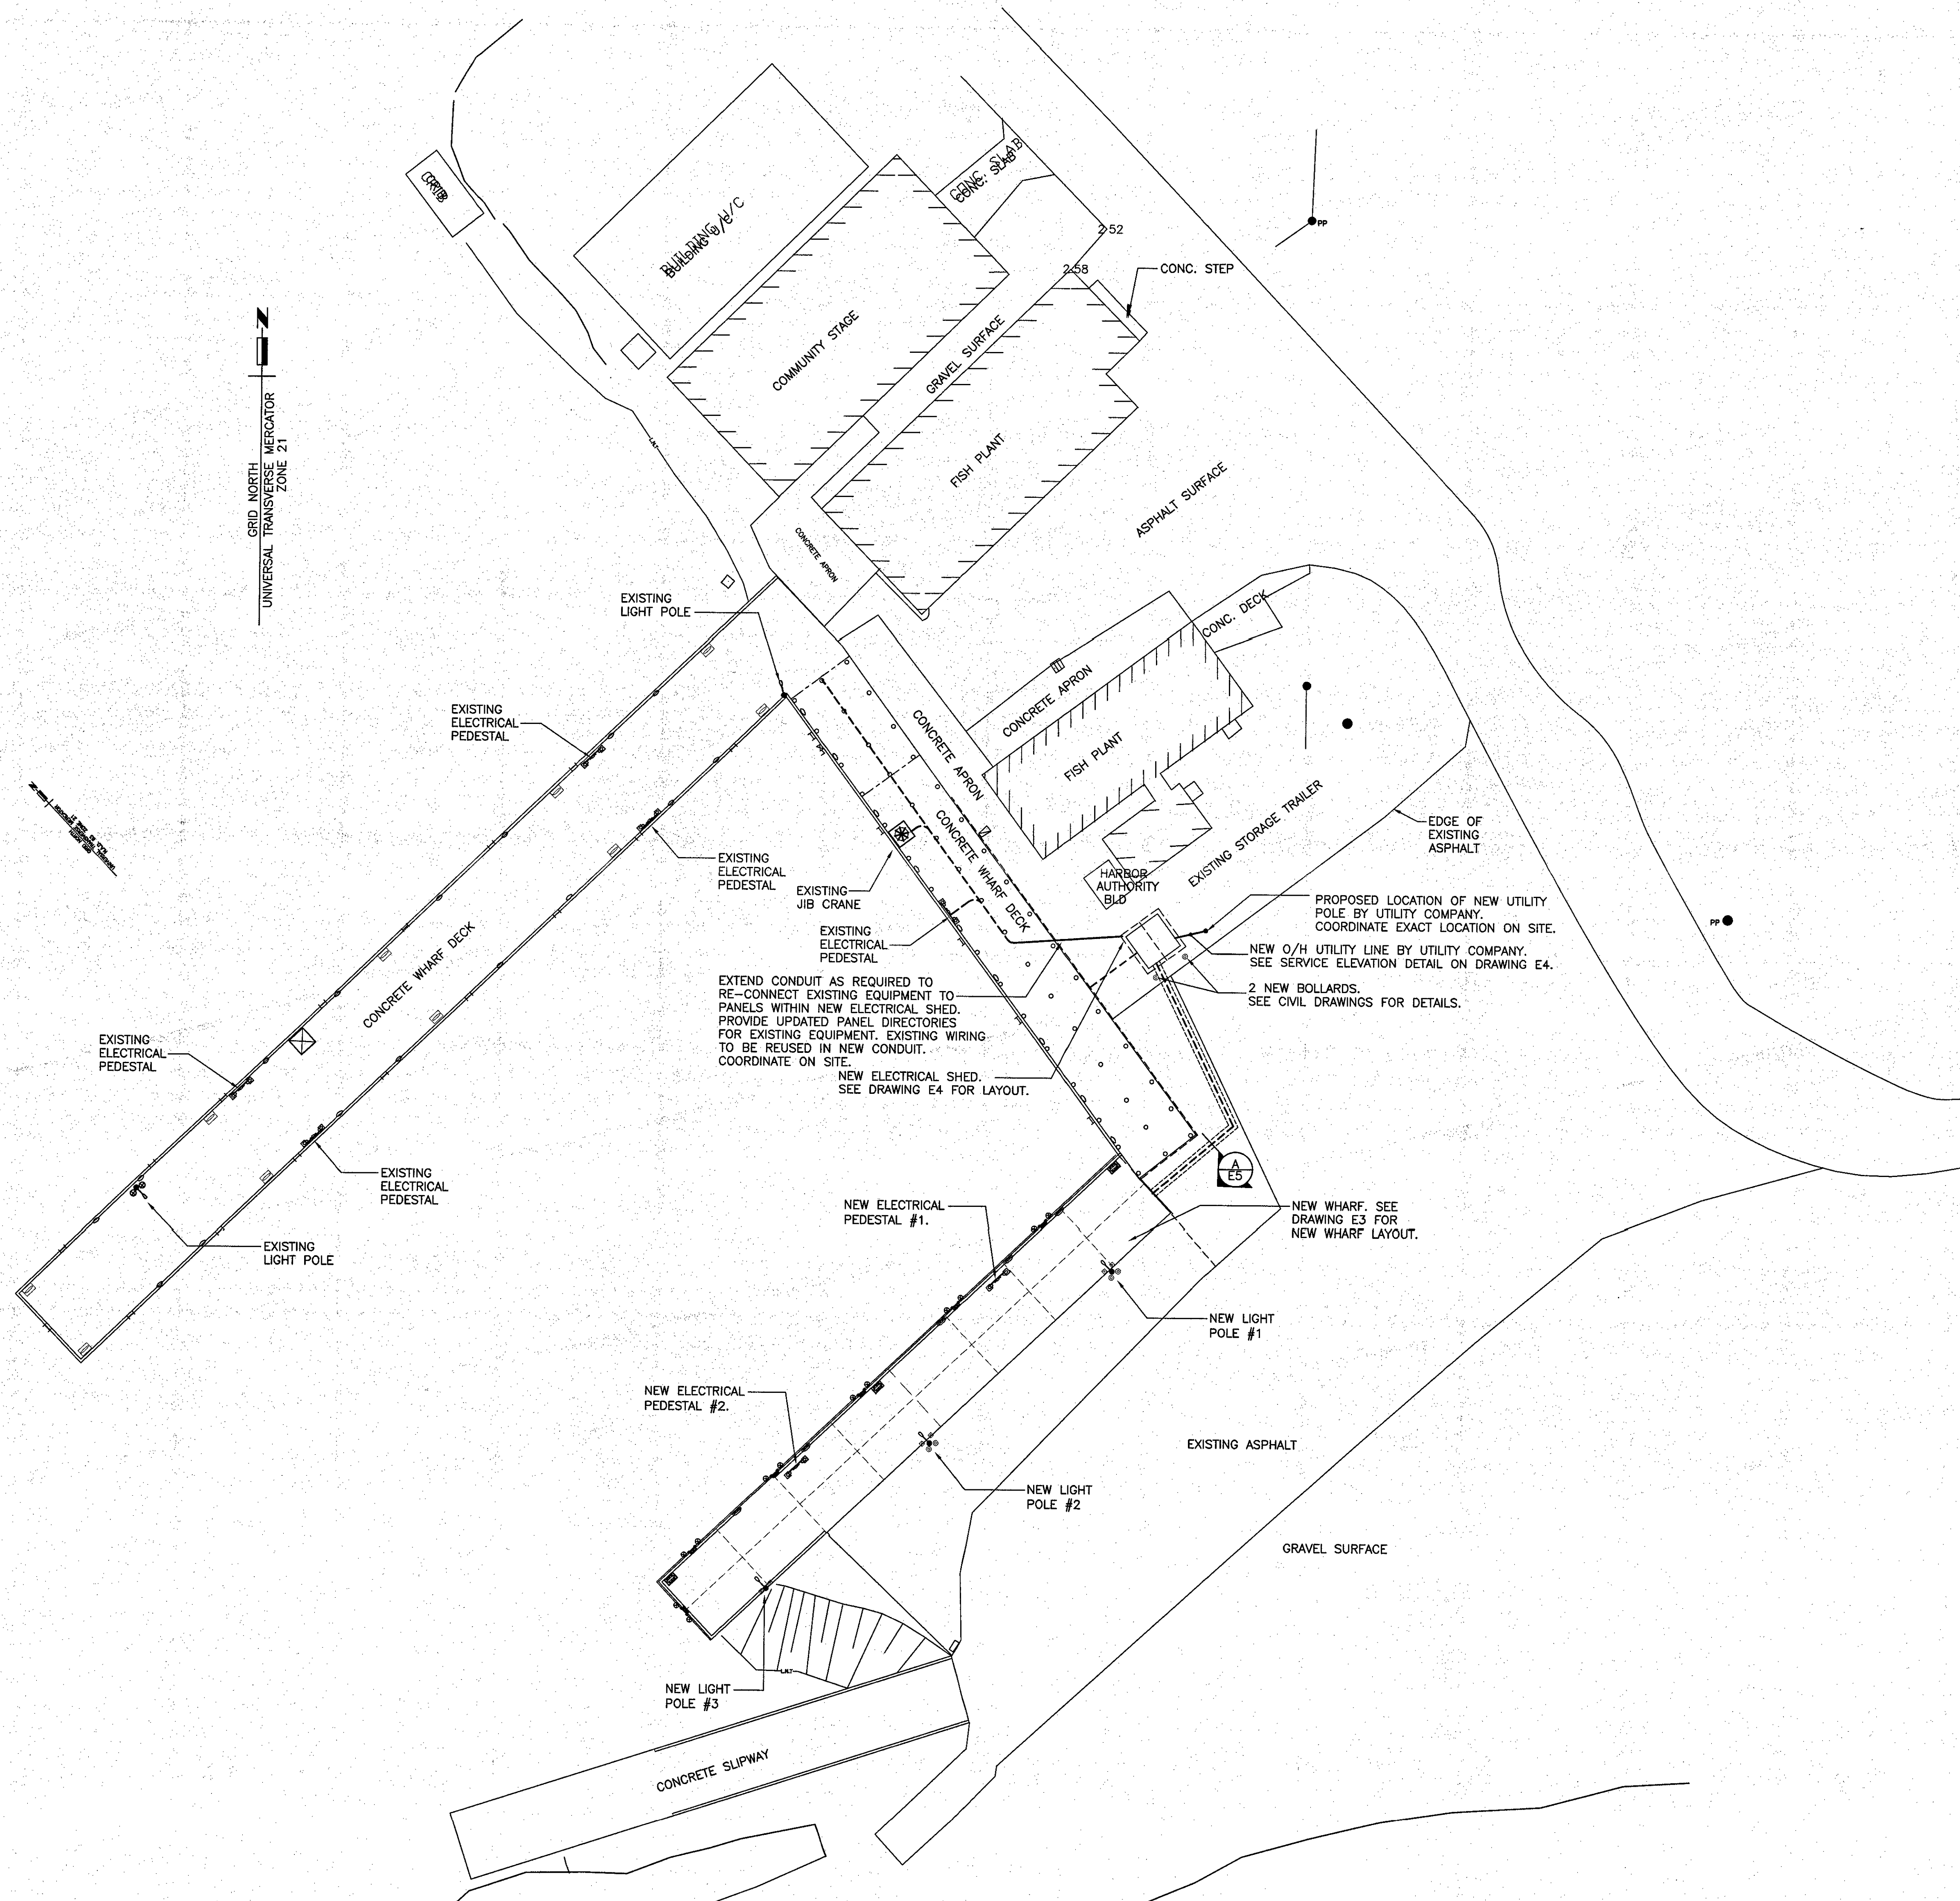 CONC. SLAB
CONC. SLAB
BUILDING U/C
BUILDING U/C
PP
2.52
2.58
CONC. STEP
COMMUNITY STAGE
GRAVEL SURFACE
FISH PLANT
ASPHALT SURFACE
CONCRETE APRON
GRID NORTH
UNIVERSAL TRANSVERSE MERCATOR
ZONE 21
EXISTING
LIGHT POLE
CONC. DECK
CONCRETE APRON
CONCRETE APRON
FISH PLANT
EXISTING
ELECTRICAL
PEDESTAL
EXISTING STORAGE TRAILER
EDGE OF
EXISTING
ASPHALT
CONCRETE WHARF DECK
EXISTING
ELECTRICAL
PEDESTAL
EXISTING
JIB CRANE
HARBOR
AUTHORITY
BLD
PROPOSED LOCATION OF NEW UTILITY
POLE BY UTILITY COMPANY.
COORDINATE EXACT LOCATION ON SITE.
PP
EXISTING
ELECTRICAL
PEDESTAL
NEW O/H UTILITY LINE BY UTILITY COMPANY.
SEE SERVICE ELEVATION DETAIL ON DRAWING E4.
CONCRETE WHARF DECK
EXTEND CONDUIT AS REQUIRED TO
RE-CONNECT EXISTING EQUIPMENT TO
PANELS WITHIN NEW ELECTRICAL SHED.
PROVIDE UPDATED PANEL DIRECTORIES
FOR EXISTING EQUIPMENT. EXISTING WIRING
TO BE REUSED IN NEW CONDUIT.
COORDINATE ON SITE.
2 NEW BOLLARDS.
SEE CIVIL DRAWINGS FOR DETAILS.
EXISTING
ELECTRICAL
PEDESTAL
NEW ELECTRICAL SHED.
SEE DRAWING E4 FOR LAYOUT.
EXISTING
ELECTRICAL
PEDESTAL
A
E5
NEW ELECTRICAL
PEDESTAL #1.
NEW WHARF. SEE
DRAWING E3 FOR
NEW WHARF LAYOUT.
EXISTING
LIGHT POLE
NEW LIGHT
POLE #1
NEW ELECTRICAL
PEDESTAL #2.
EXISTING ASPHALT
NEW LIGHT
POLE #2
GRAVEL SURFACE
NEW LIGHT
POLE #3
CONCRETE SLIPWAY